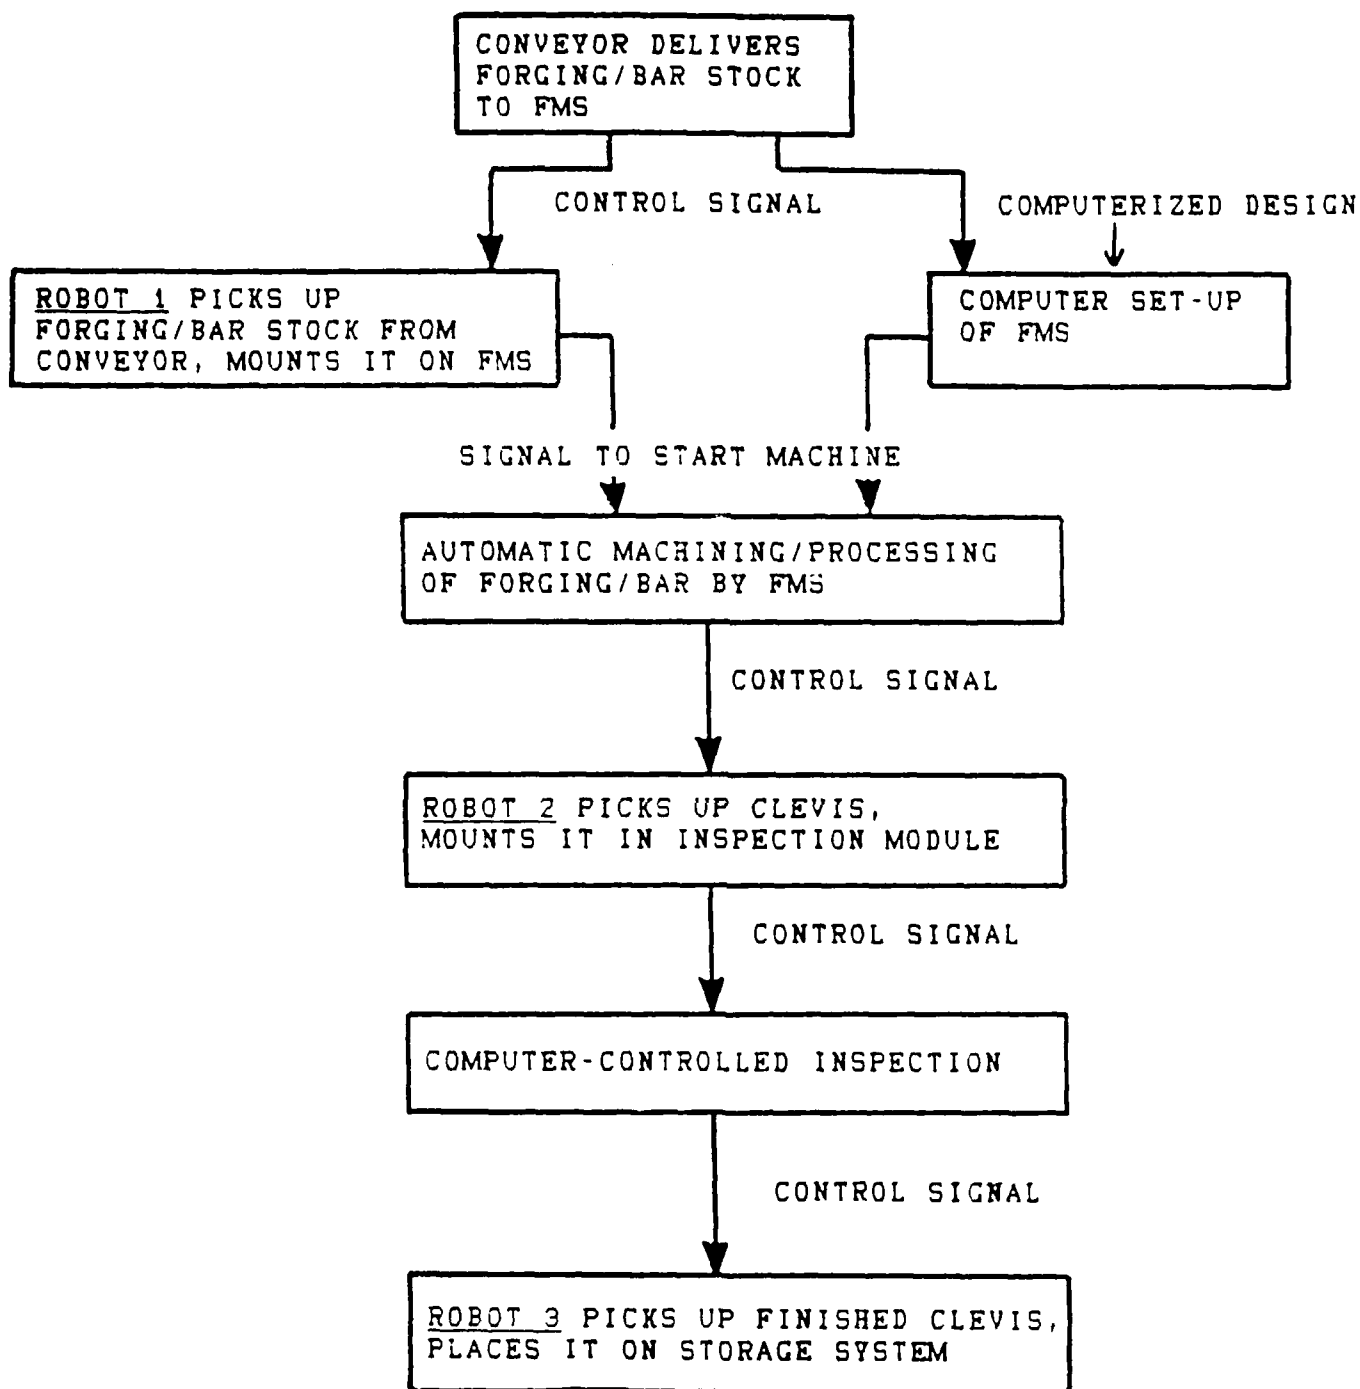 CONVEYOR DELIVERS
FORGING/BAR STOCK
TO FMS
CONTROL SIGNAL
COMPUTERIZED DESIGN
ROBOT 1 PICKS UP
FORGING/BAR STOCK FROM
CONVEYOR, MOUNTS IT ON FMS
COMPUTER SET-UP
OF FMS
SIGNAL TO START MACHINE
AUTOMATIC MACHINING/PROCESSING
OF FORGING/BAR BY FMS
CONTROL SIGNAL
ROBOT 2 PICKS UP CLEVIS,
MOUNTS IT IN INSPECTION MODULE
CONTROL SIGNAL
COMPUTER-CONTROLLED INSPECTION
CONTROL SIGNAL
ROBOT 3 PICKS UP FINISHED CLEVIS,
PLACES IT ON STORAGE SYSTEM